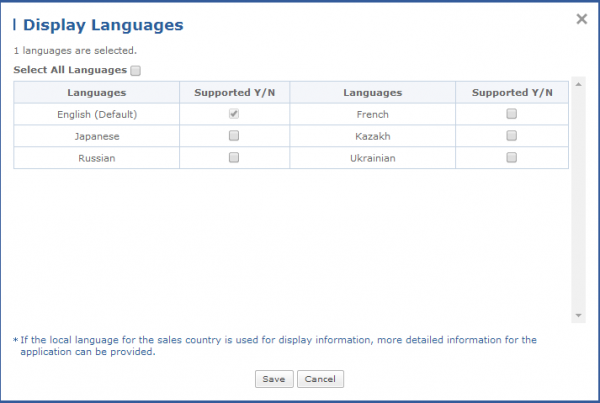 Display Languages
1 languages are selected.
Select All Languages
Languages Supported Y/N Languages Supported Y/N
English (Default) French
Japanese Kazakh
Russian Ukrainian
* If the local language for the sales country is used for display information, more detailed information for the
application can be provided.
Save Cancel